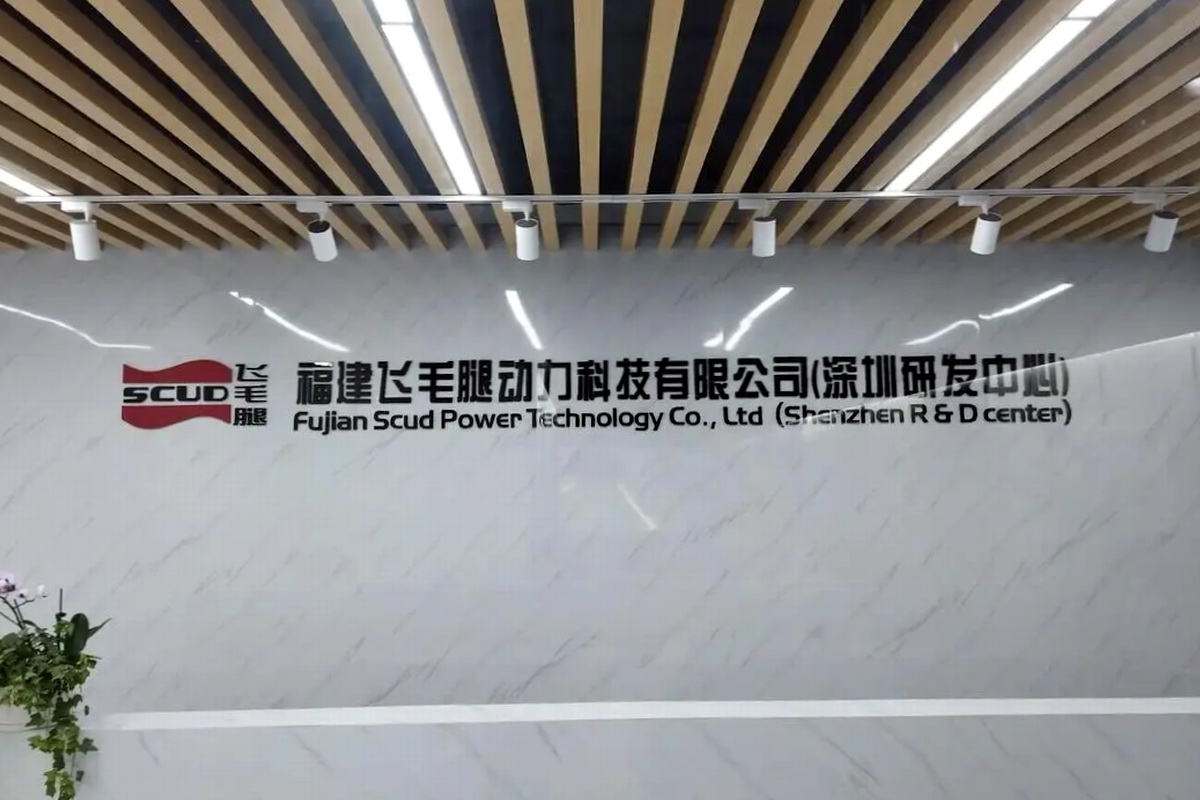 SCUD
飞毛腿
福建飞毛腿动力科技有限公司(深圳研发中心)
Fujian Scud Power Technology Co., Ltd (Shenzhen R & D center)